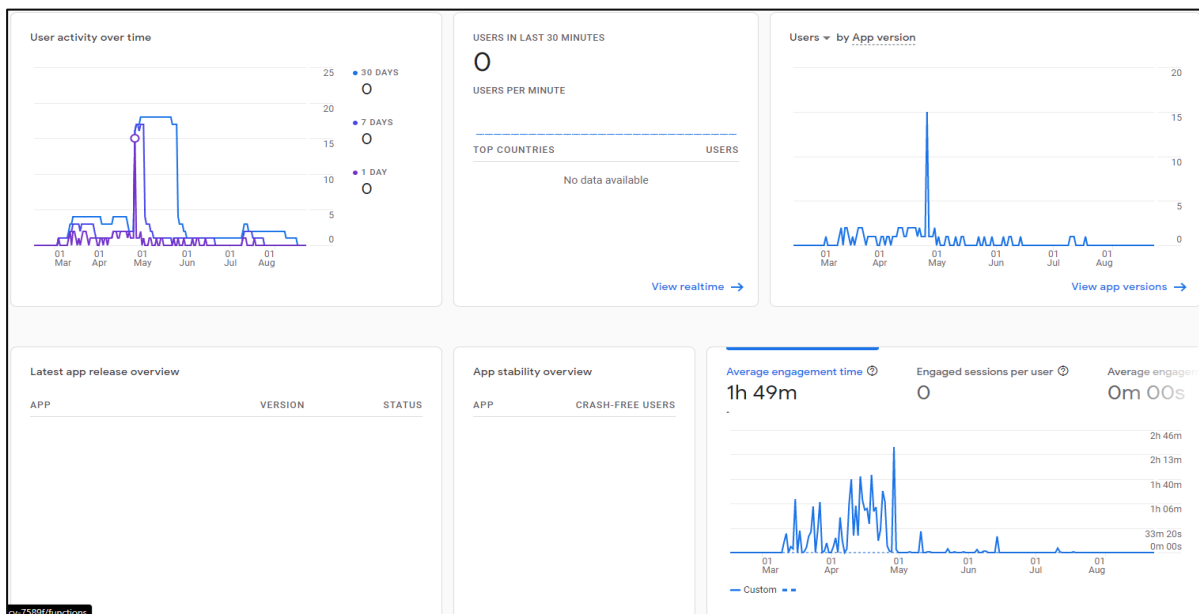 User activity over time
25
20
15
10
5
0
30 DAYS
0
7 DAYS
0
1 DAY
0
01 Mar
01 Apr
01 May
01 Jun
01 Jul
01 Aug
USERS IN LAST 30 MINUTES
0
USERS PER MINUTE
TOP COUNTRIES USERS
No data available
View realtime
Users by App version
20
15
10
5
0
01 Mar
01 Apr
01 May
01 Jun
01 Jul
01 Aug
View app versions
Latest app release overview
APP VERSION STATUS
App stability overview
APP CRASH-FREE USERS
Average engagement time
1h 49m
Engaged sessions per user
0
Average engagem
0m 00s
2h 46m
2h 13m
1h 40m
1h 06m
33m 20s
0m 00s
01 Mar
01 Apr
01 May
01 Jun
01 Jul
01 Aug
Custom
cy-7589f/functions